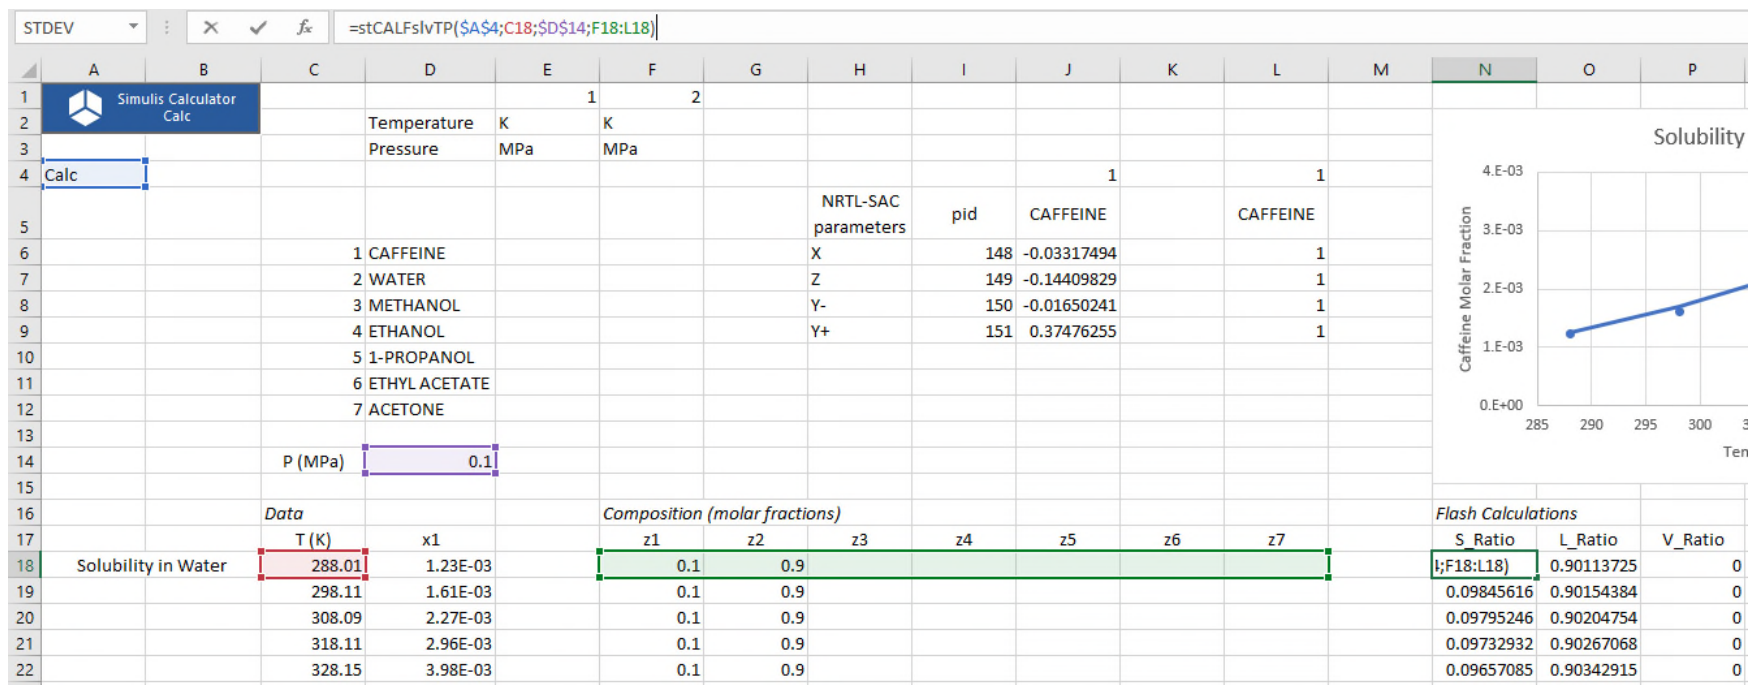 STDEV =stCALFslvTP($A$4;C18;$D$14;F18:L18)
A B C D E F G H I J K L M N O P
1 Simulis Calculator 1 2
Calc
2 Temperature K K
3 Pressure MPa MPa
4 Calc 1 1
5 NRTL-SAC parameters pid CAFFEINE CAFFEINE
6 1 CAFFEINE X 148 -0.03317494 1
7 2 WATER Z 149 -0.14409829 1
8 3 METHANOL Y- 150 -0.01650241 1
9 4 ETHANOL Y+ 151 0.37476255 1
10 5 1-PROPANOL
11 6 ETHYL ACETATE
12 7 ACETONE
13
14 P (MPa) 0.1
15
16 Data Composition (molar fractions) Flash Calculations
17 T (K) x1 z1 z2 z3 z4 z5 z6 z7 S_Ratio L_Ratio V_Ratio
18 Solubility in Water 288.01 1.23E-03 0.1 0.9 ;F18:L18) 0.90113725 0
19 298.11 1.61E-03 0.1 0.9 0.09845616 0.90154384 0
20 308.09 2.27E-03 0.1 0.9 0.09795246 0.90204754 0
21 318.11 2.96E-03 0.1 0.9 0.09732932 0.90267068 0
22 328.15 3.98E-03 0.1 0.9 0.09657085 0.90342915 0
Solubility
Caffeine Molar Fraction
4.E-03
3.E-03
2.E-03
1.E-03
0.E+00
285 290 295 300
Ten